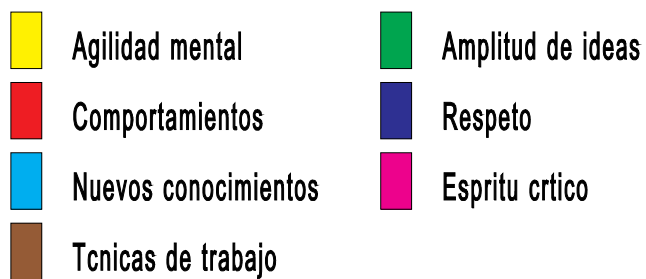 Agilidad mental
Comportamientos
Nuevos conocimientos
Tcnicas de trabajo
Amplitud de ideas
Respeto
Espritu crtico